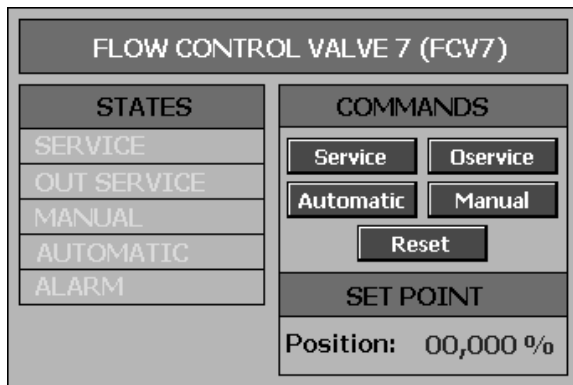 FLOW CONTROL VALVE 7 (FCV7)
STATES
SERVICE
OUT SERVICE
MANUAL
AUTOMATIC
ALARM
COMMANDS
Service Oservice
Automatic Manual
Reset
SET POINT
Position: 00,000 %